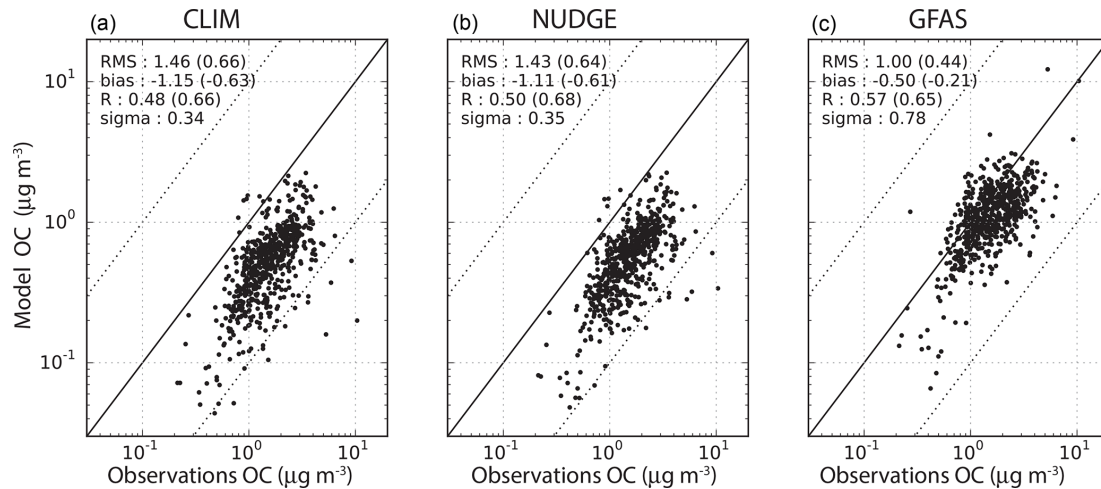 (a) CLIM
RMS : 1.46 (0.66)
bias : -1.15 (-0.63)
R : 0.48 (0.66)
sigma : 0.34
10¹
10⁰
10⁻¹
Model OC (μg m⁻³)
10⁻¹ 10⁰ 10¹
Observations OC (μg m⁻³)
(b) NUDGE
RMS : 1.43 (0.64)
bias : -1.11 (-0.61)
R : 0.50 (0.68)
sigma : 0.35
10⁻¹ 10⁰ 10¹
Observations OC (μg m⁻³)
(c) GFAS
RMS : 1.00 (0.44)
bias : -0.50 (-0.21)
R : 0.57 (0.65)
sigma : 0.78
10⁻¹ 10⁰ 10¹
Observations OC (μg m⁻³)